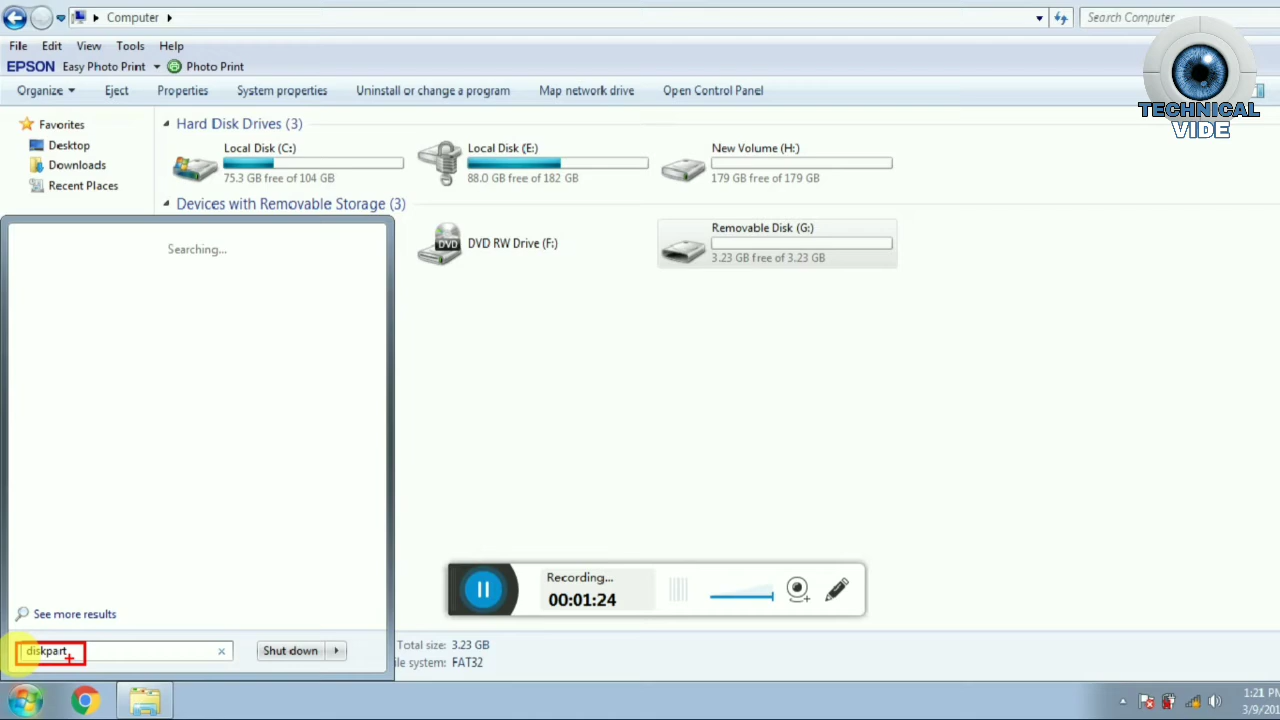 Computer
Search Computer
File Edit View Tools Help
EPSON Easy Photo Print Photo Print
Organize Eject Properties System properties Uninstall or change a program Map network drive Open Control Panel
TECHNICAL
VIDE
Favorites
Desktop
Downloads
Recent Places
Hard Disk Drives (3)
Local Disk (C:)
75.3 GB free of 104 GB
Local Disk (E:)
88.0 GB free of 182 GB
New Volume (H:)
179 GB free of 179 GB
Devices with Removable Storage (3)
DVD
DVD RW Drive (F:)
Removable Disk (G:)
3.23 GB free of 3.23 GB
Searching...
Recording...
00:01:24
See more results
diskpart
Shut down
Total size: 3.23 GB
ile system: FAT32
1:21 PM
3/9/201